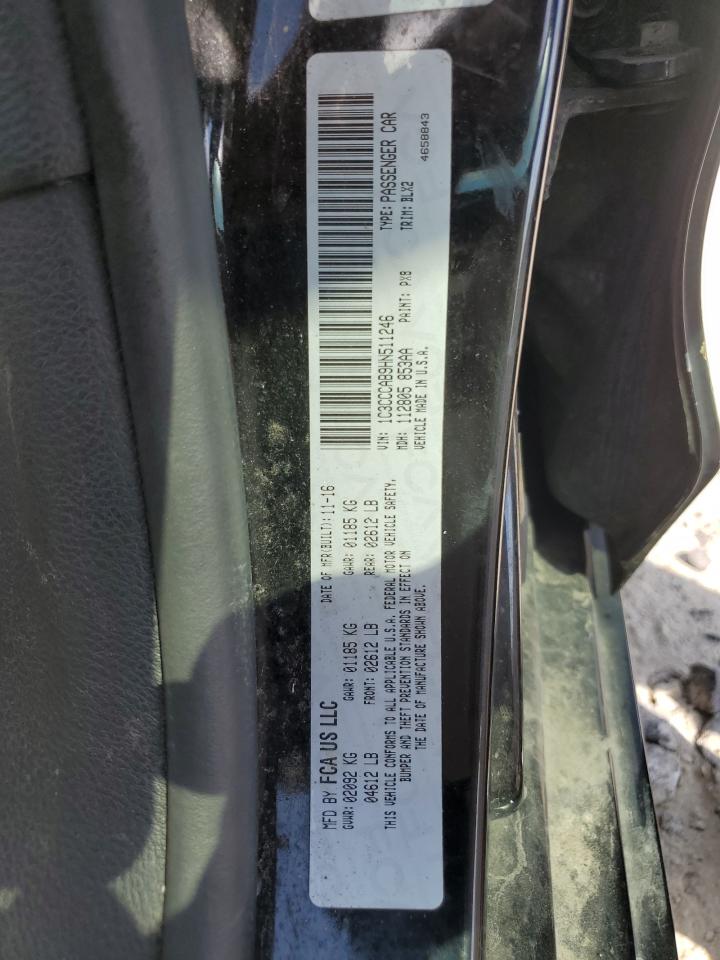 MFD BY FCA US LLC
DATE OF MFR(BUILT): 11-16
GVWR: 02092 KG GAWR: 01185 KG GAWR: 01185 KG
04612 LB FRONT: 02612 LB REAR: 02612 LB
THIS VEHICLE CONFORMS TO ALL APPLICABLE U.S.A. FEDERAL MOTOR VEHICLE SAFETY,
BUMPER AND THEFT PREVENTION STANDARDS IN EFFECT ON
THE DATE OF MANUFACTURE SHOWN ABOVE.
VIN: 1C3CCCAB9HN511246 TYPE: PASSENGER CAR
MDH: 112805 853AA PAINT: PX8 TRIM: BLX2
VEHICLE MADE IN U.S.A. 4658843